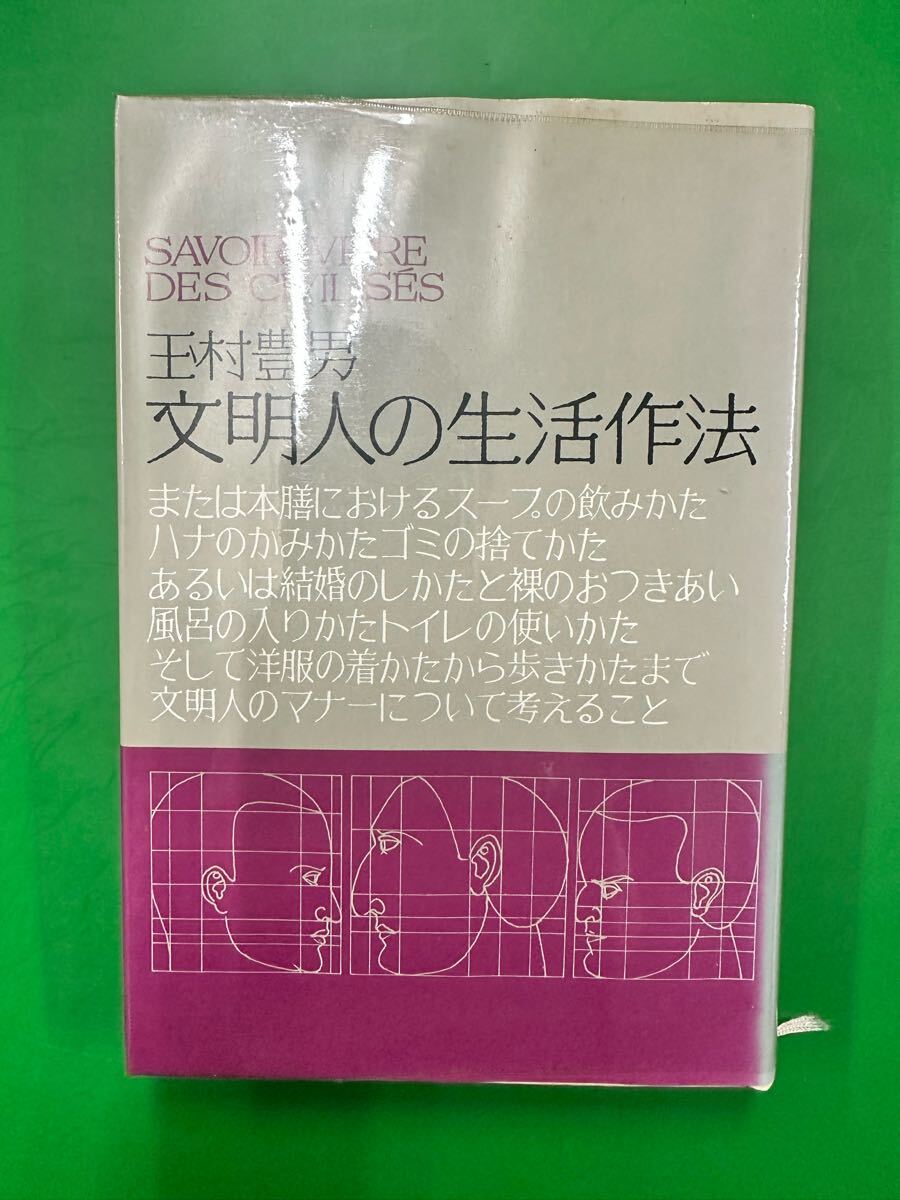 SAVOIR-VIVRE
DES CIVILISÉS
玉村豊男
文明人の生活作法
または本膳におけるスープの飲みかた
ハナのかみかたゴミの捨てかた
あるいは結婚のしかたと裸のおつきあい
風呂の入りかたトイレの使いかた
そして洋服の着かたから歩きかたまで
文明人のマナーについて考えること